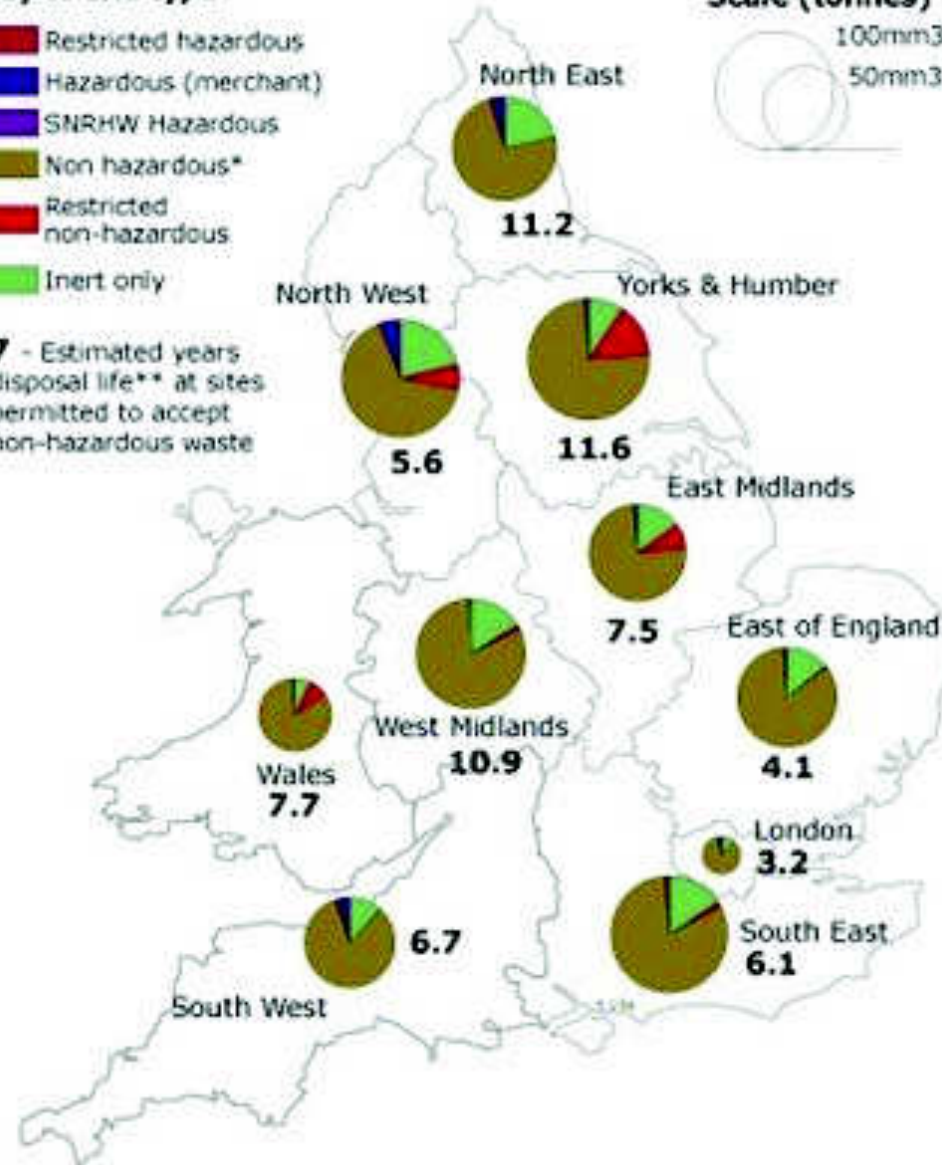 Scale (tonnes)
100mm3
50mm3
Restricted hazardous
Hazardous (merchant)
SNRHW Hazardous
Non hazardous*
Restricted
non-hazardous
Inert only
7 - Estimated years
disposal life** at sites
permitted to accept
non-hazardous waste
North East
11.2
North West
5.6
Yorks & Humber
11.6
East Midlands
7.5
West Midlands
10.9
East of England
4.1
Wales
7.7
London
3.2
South East
6.1
South West
6.7